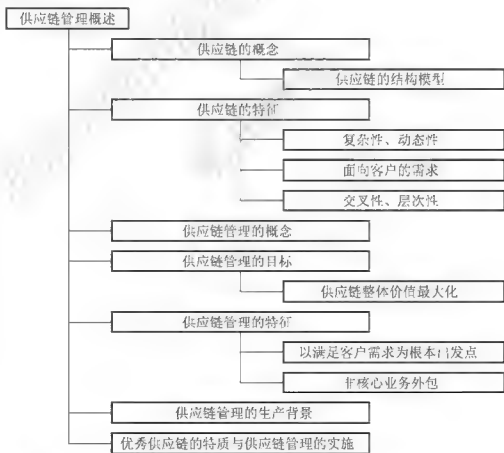 供应链管理概述
供应链的概念
供应链的结构模型
供应链的特征
复杂性、动态性
面向客户的需求
交叉性、层次性
供应链管理的概念
供应链管理的目标
供应链整体价值最大化
供应链管理的特征
以满足客户需求为根本出发点
非核心业务外包
供应链管理的生产背景
优秀供应链的特质与供应链管理的实施